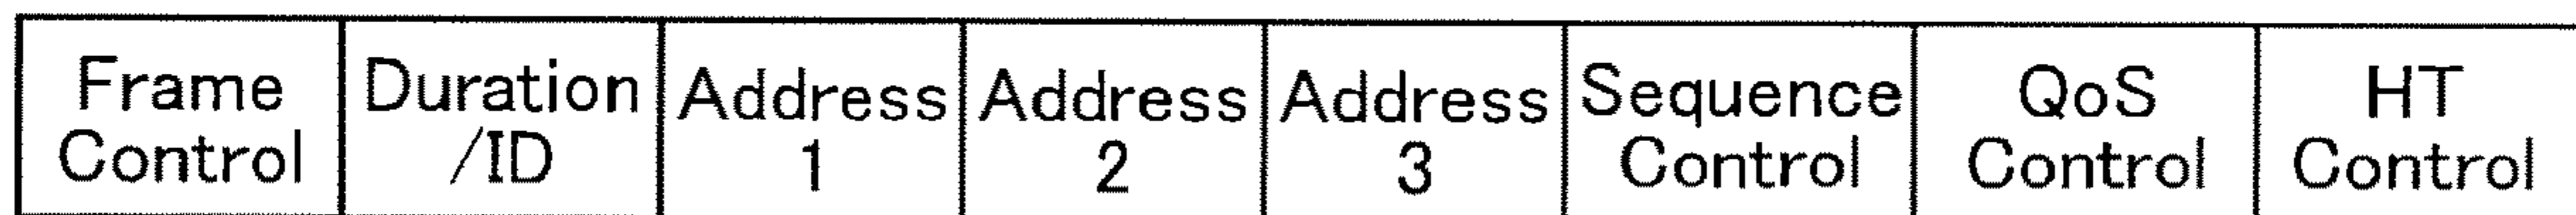 Frame Control
Duration /ID
Address 1
Address 2
Address 3
Sequence Control
QoS Control
HT Control